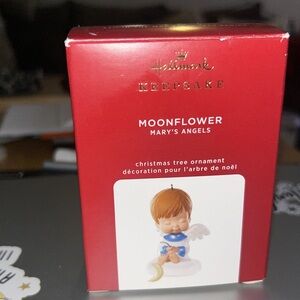 Hallmark
KEEPSAKE
MOONFLOWER
MARY'S ANGELS
christmas tree ornament
décoration pour l'arbre de noël